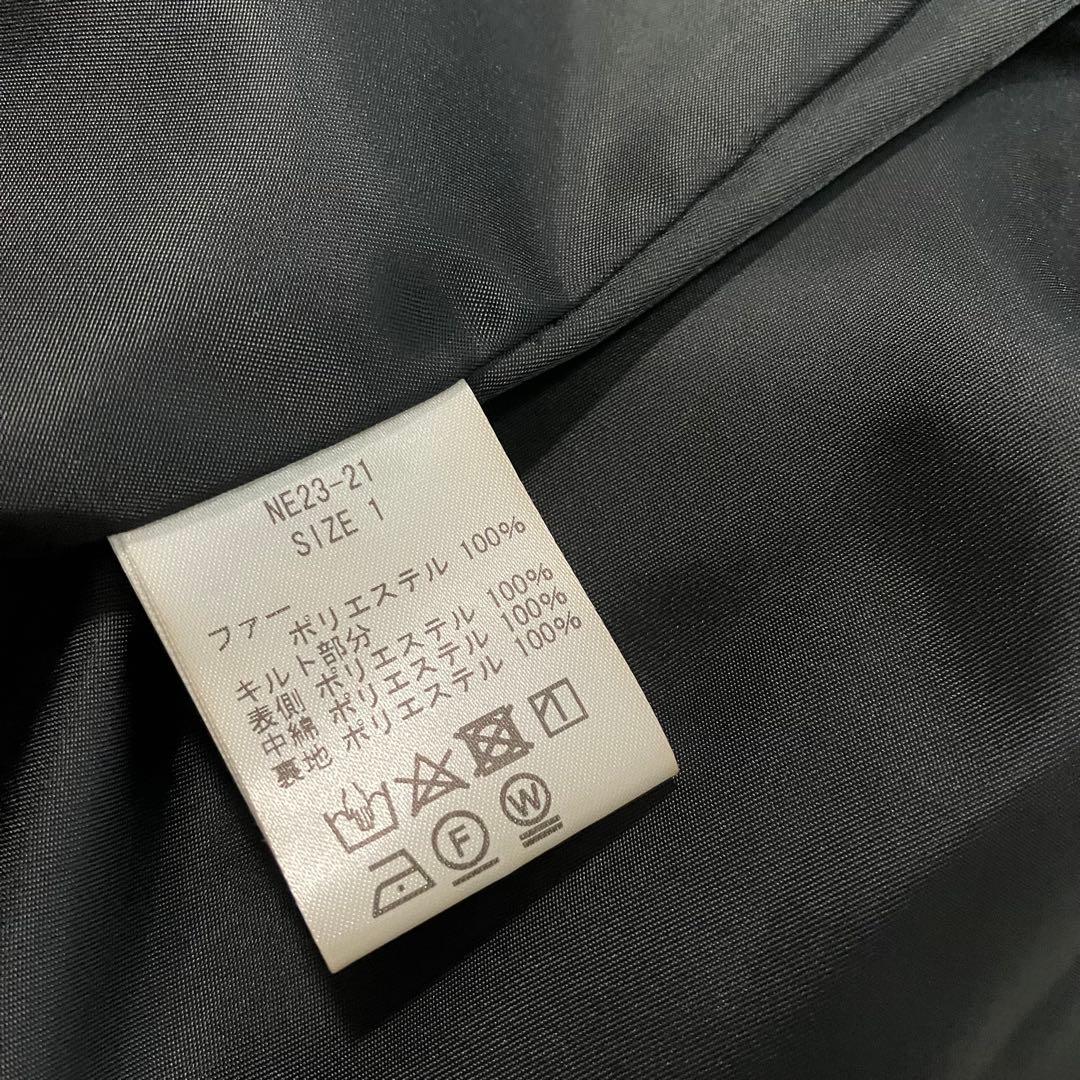 NE23-21
SIZE 1
ファー
ポリエステル 100%
キルト部分
表側 ポリエステル 100%
中綿 ポリエステル 100%
裏地 ポリエステル 100%
F
W